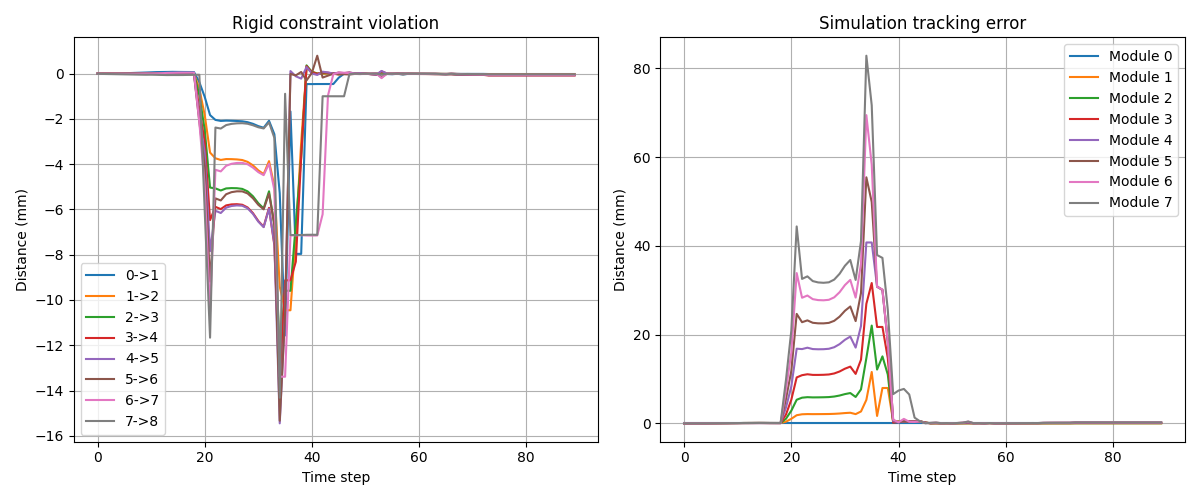 Rigid constraint violation
Distance (mm)
0
−2
−4
−6
−8
−10
−12
−14
−16
0->1
1->2
2->3
3->4
4->5
5->6
6->7
7->8
0
20
40
60
80
Time step
Simulation tracking error
Distance (mm)
80
60
40
20
0
Module 0
Module 1
Module 2
Module 3
Module 4
Module 5
Module 6
Module 7
0
20
40
60
80
Time step